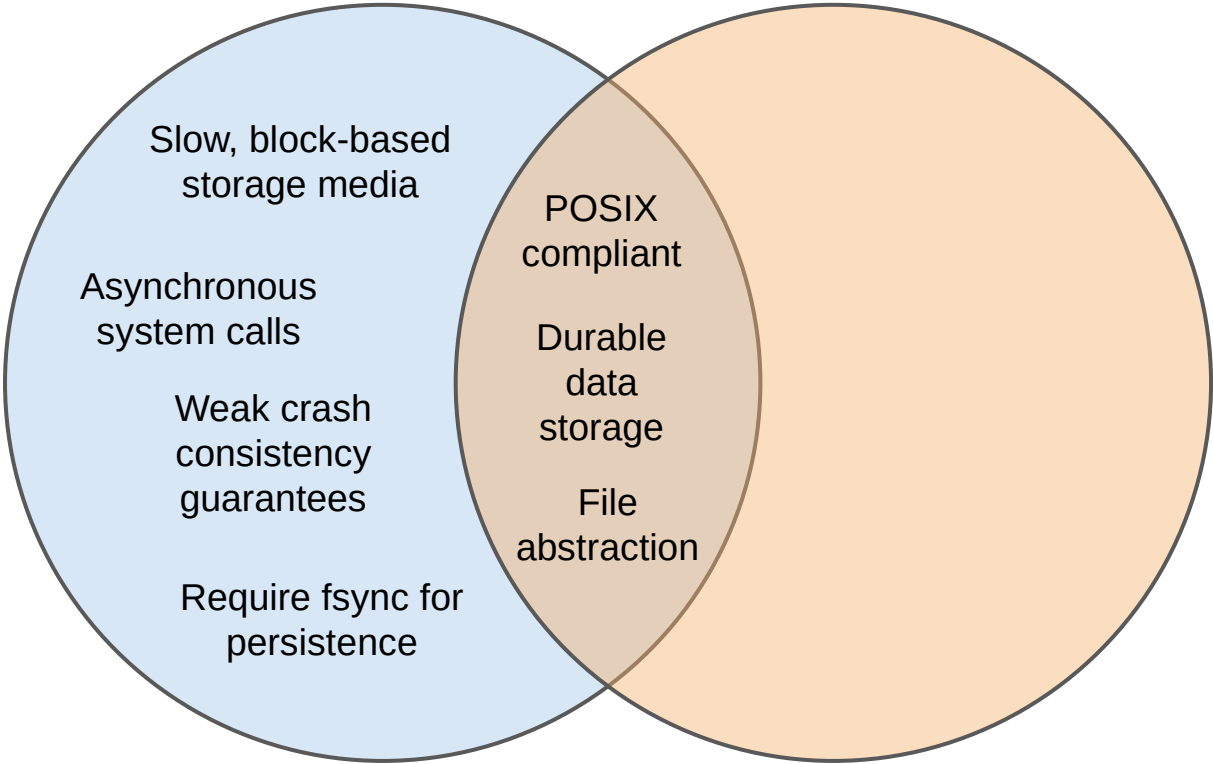 Slow, block-based
storage media
Asynchronous
system calls
Weak crash
consistency
guarantees
Require fsync for
persistence
POSIX
compliant
Durable
data
storage
File
abstraction